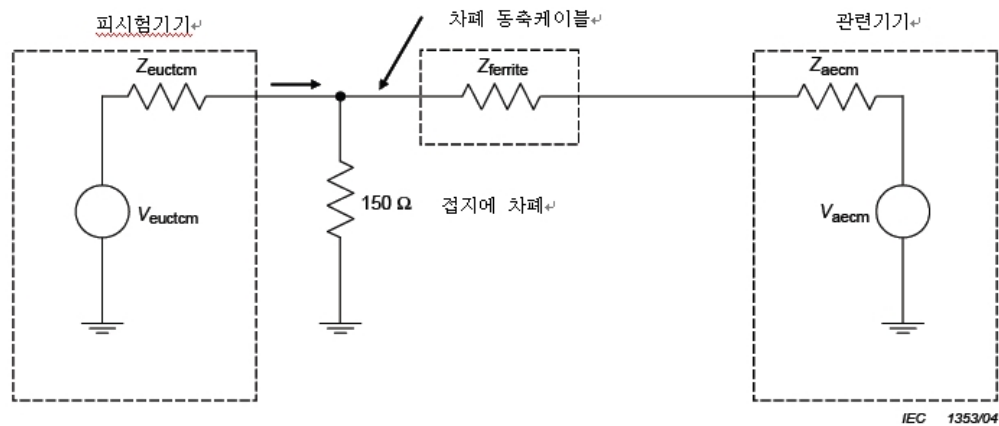 피시험기기↵
차폐 동축케이블↵
관련기기↵
Zeuctcm
Zferrite
Zaecm
Veuctcm
150 Ω 접지에 차폐↵
Vaecm
IEC 1353/04